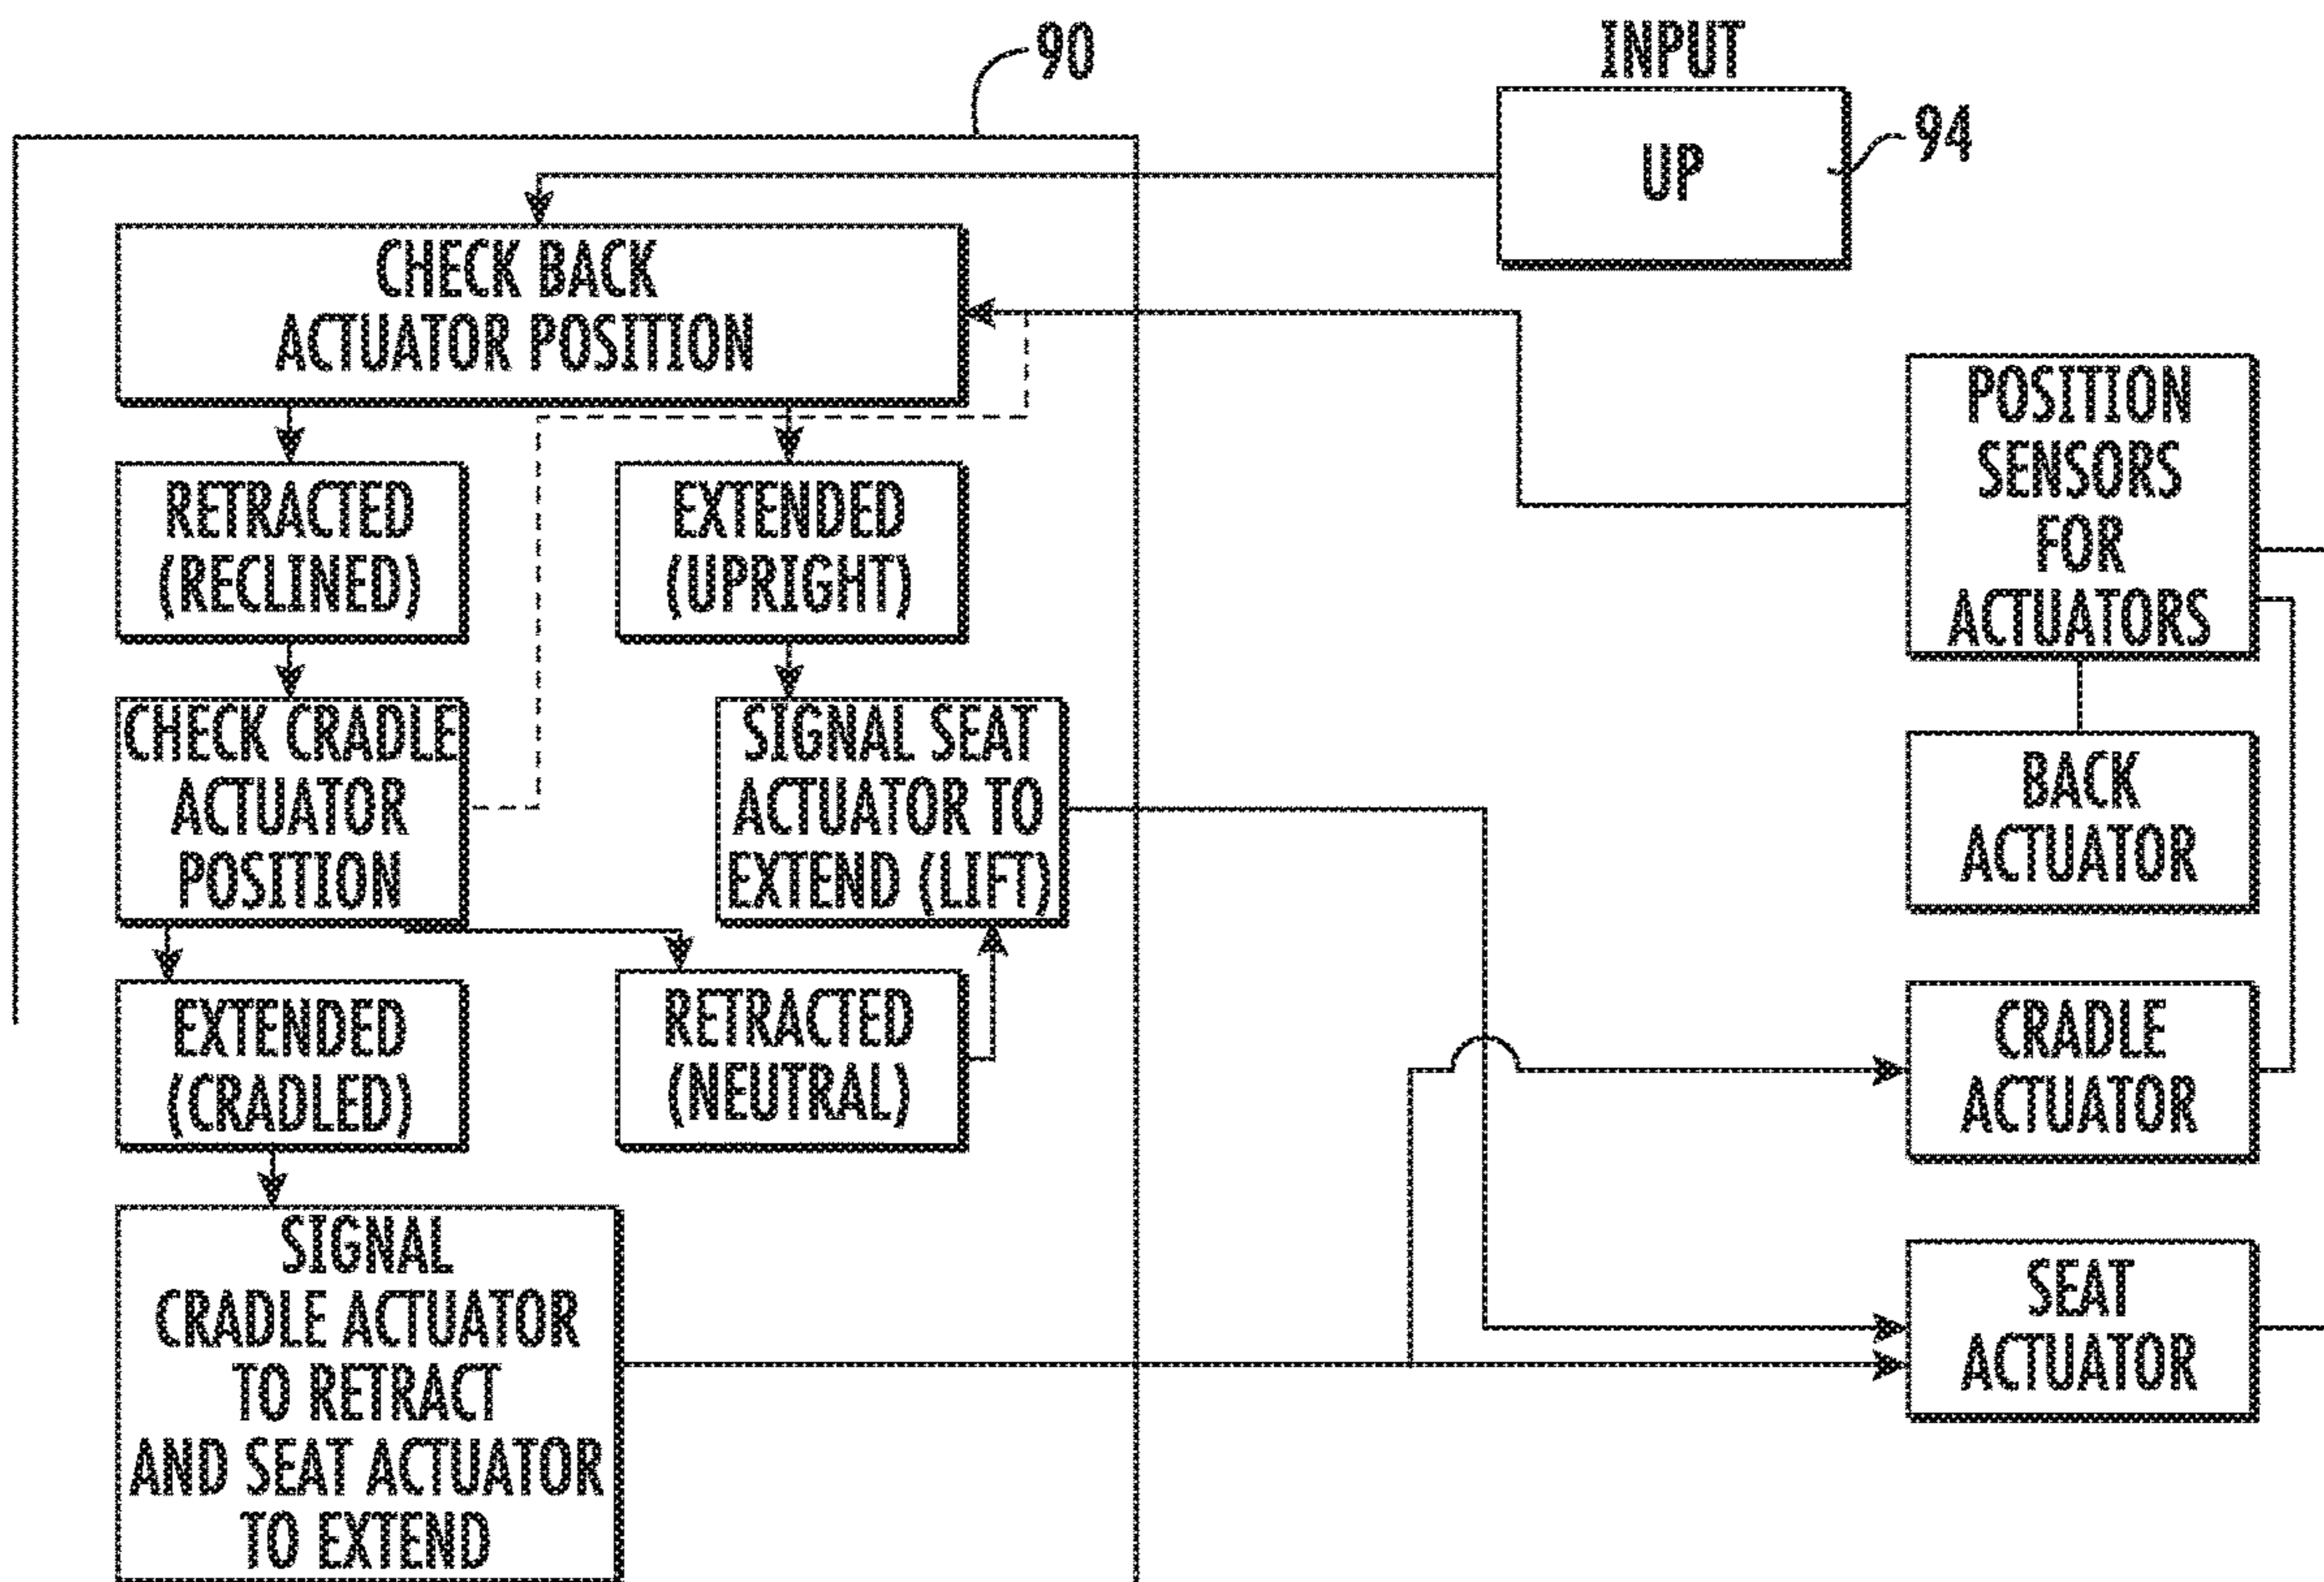 90
INPUT
UP
94
CHECK BACK
ACTUATOR POSITION
RETRACTED
(RECLINED)
EXTENDED
(UPRIGHT)
POSITION
SENSORS
FOR
ACTUATORS
CHECK CRADLE
ACTUATOR
POSITION
SIGNAL SEAT
ACTUATOR TO
EXTEND (LIFT)
BACK
ACTUATOR
EXTENDED
(CRADLED)
RETRACTED
(NEUTRAL)
CRADLE
ACTUATOR
SIGNAL
CRADLE ACTUATOR
TO RETRACT
AND SEAT ACTUATOR
TO EXTEND
SEAT
ACTUATOR